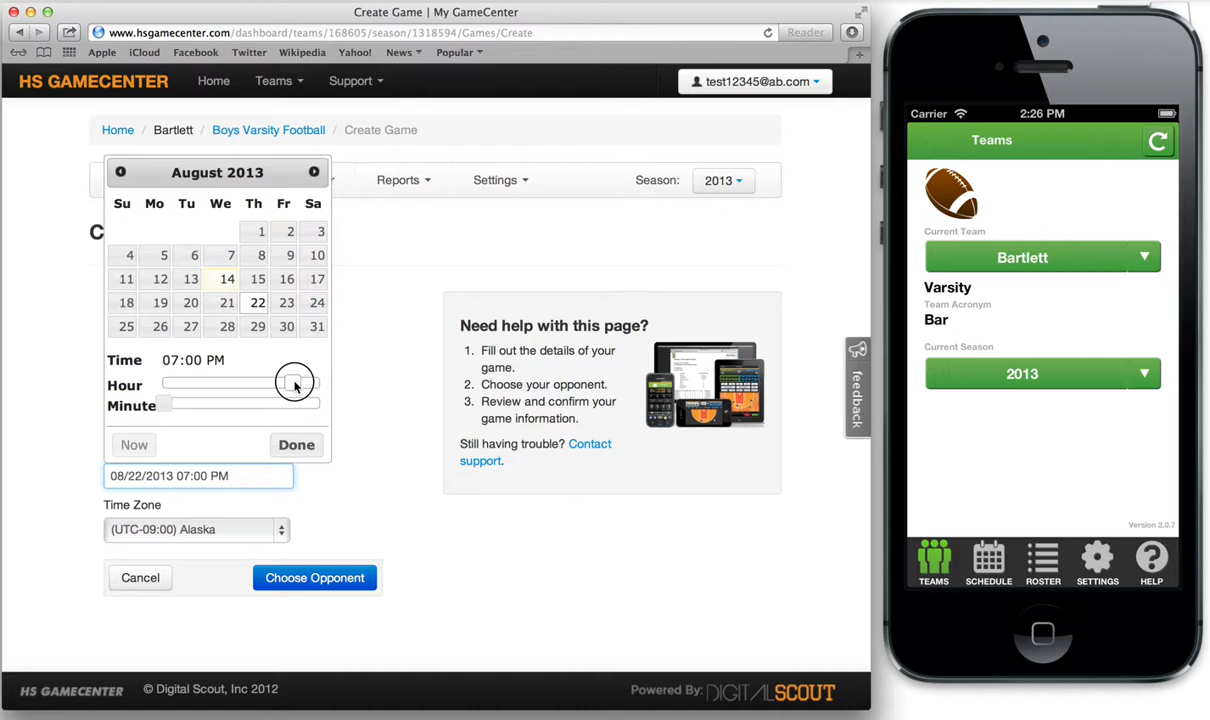 Create Game | My GameCenter
www.hsgamecenter.com/dashboard/teams/168605/season/1318594/Games/Create
Reader
Apple iCloud Facebook Twitter Wikipedia Yahoo! News Popular
HS GAMECENTER Home Teams Support test12345@ab.com
Home / Bartlett / Boys Varsity Football / Create Game
Reports Settings Season: 2013
C
August 2013
Su Mo Tu We Th Fr Sa
1 2 3
4 5 6 7 8 9 10
11 12 13 14 15 16 17
18 19 20 21 22 23 24
25 26 27 28 29 30 31
Time 07:00 PM
Hour
Minute
Now Done
08/22/2013 07:00 PM
Time Zone
(UTC-09:00) Alaska
Cancel Choose Opponent
Need help with this page?
1. Fill out the details of your
game.
2. Choose your opponent.
3. Review and confirm your
game information.
Still having trouble? Contact
support.
feedback
HS GAMECENTER © Digital Scout, Inc 2012 Powered By: DIGITALSCOUT
Carrier 2:26 PM
Teams
Current Team
Bartlett
Varsity
Team Acronym
Bar
Current Season
2013
Version 2.0.7
TEAMS SCHEDULE ROSTER SETTINGS HELP